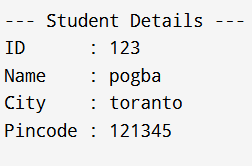 --- Student Details ---
ID      : 123
Name    : pogba
City    : toranto
Pincode : 121345